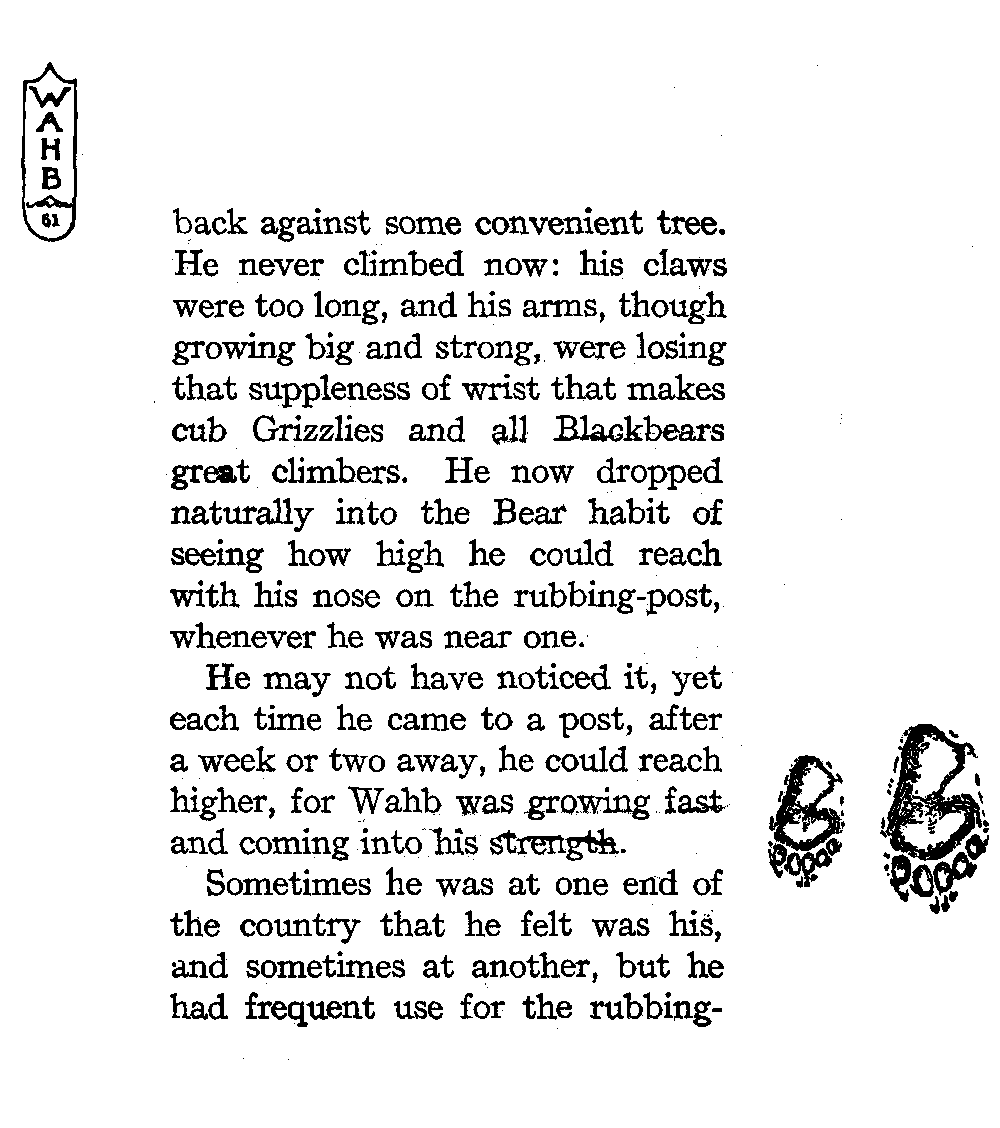 WAHB
61
back against some convenient tree.
He never climbed now: his claws
were too long, and his arms, though
growing big and strong, were losing
that suppleness of wrist that makes
cub Grizzlies and all Blackbears
great climbers. He now dropped
naturally into the Bear habit of
seeing how high he could reach
with his nose on the rubbing-post,
whenever he was near one.
He may not have noticed it, yet
each time he came to a post, after
a week or two away, he could reach
higher, for Wahb was growing fast
and coming into his strength.
Sometimes he was at one end of
the country that he felt was his,
and sometimes at another, but he
had frequent use for the rubbing-